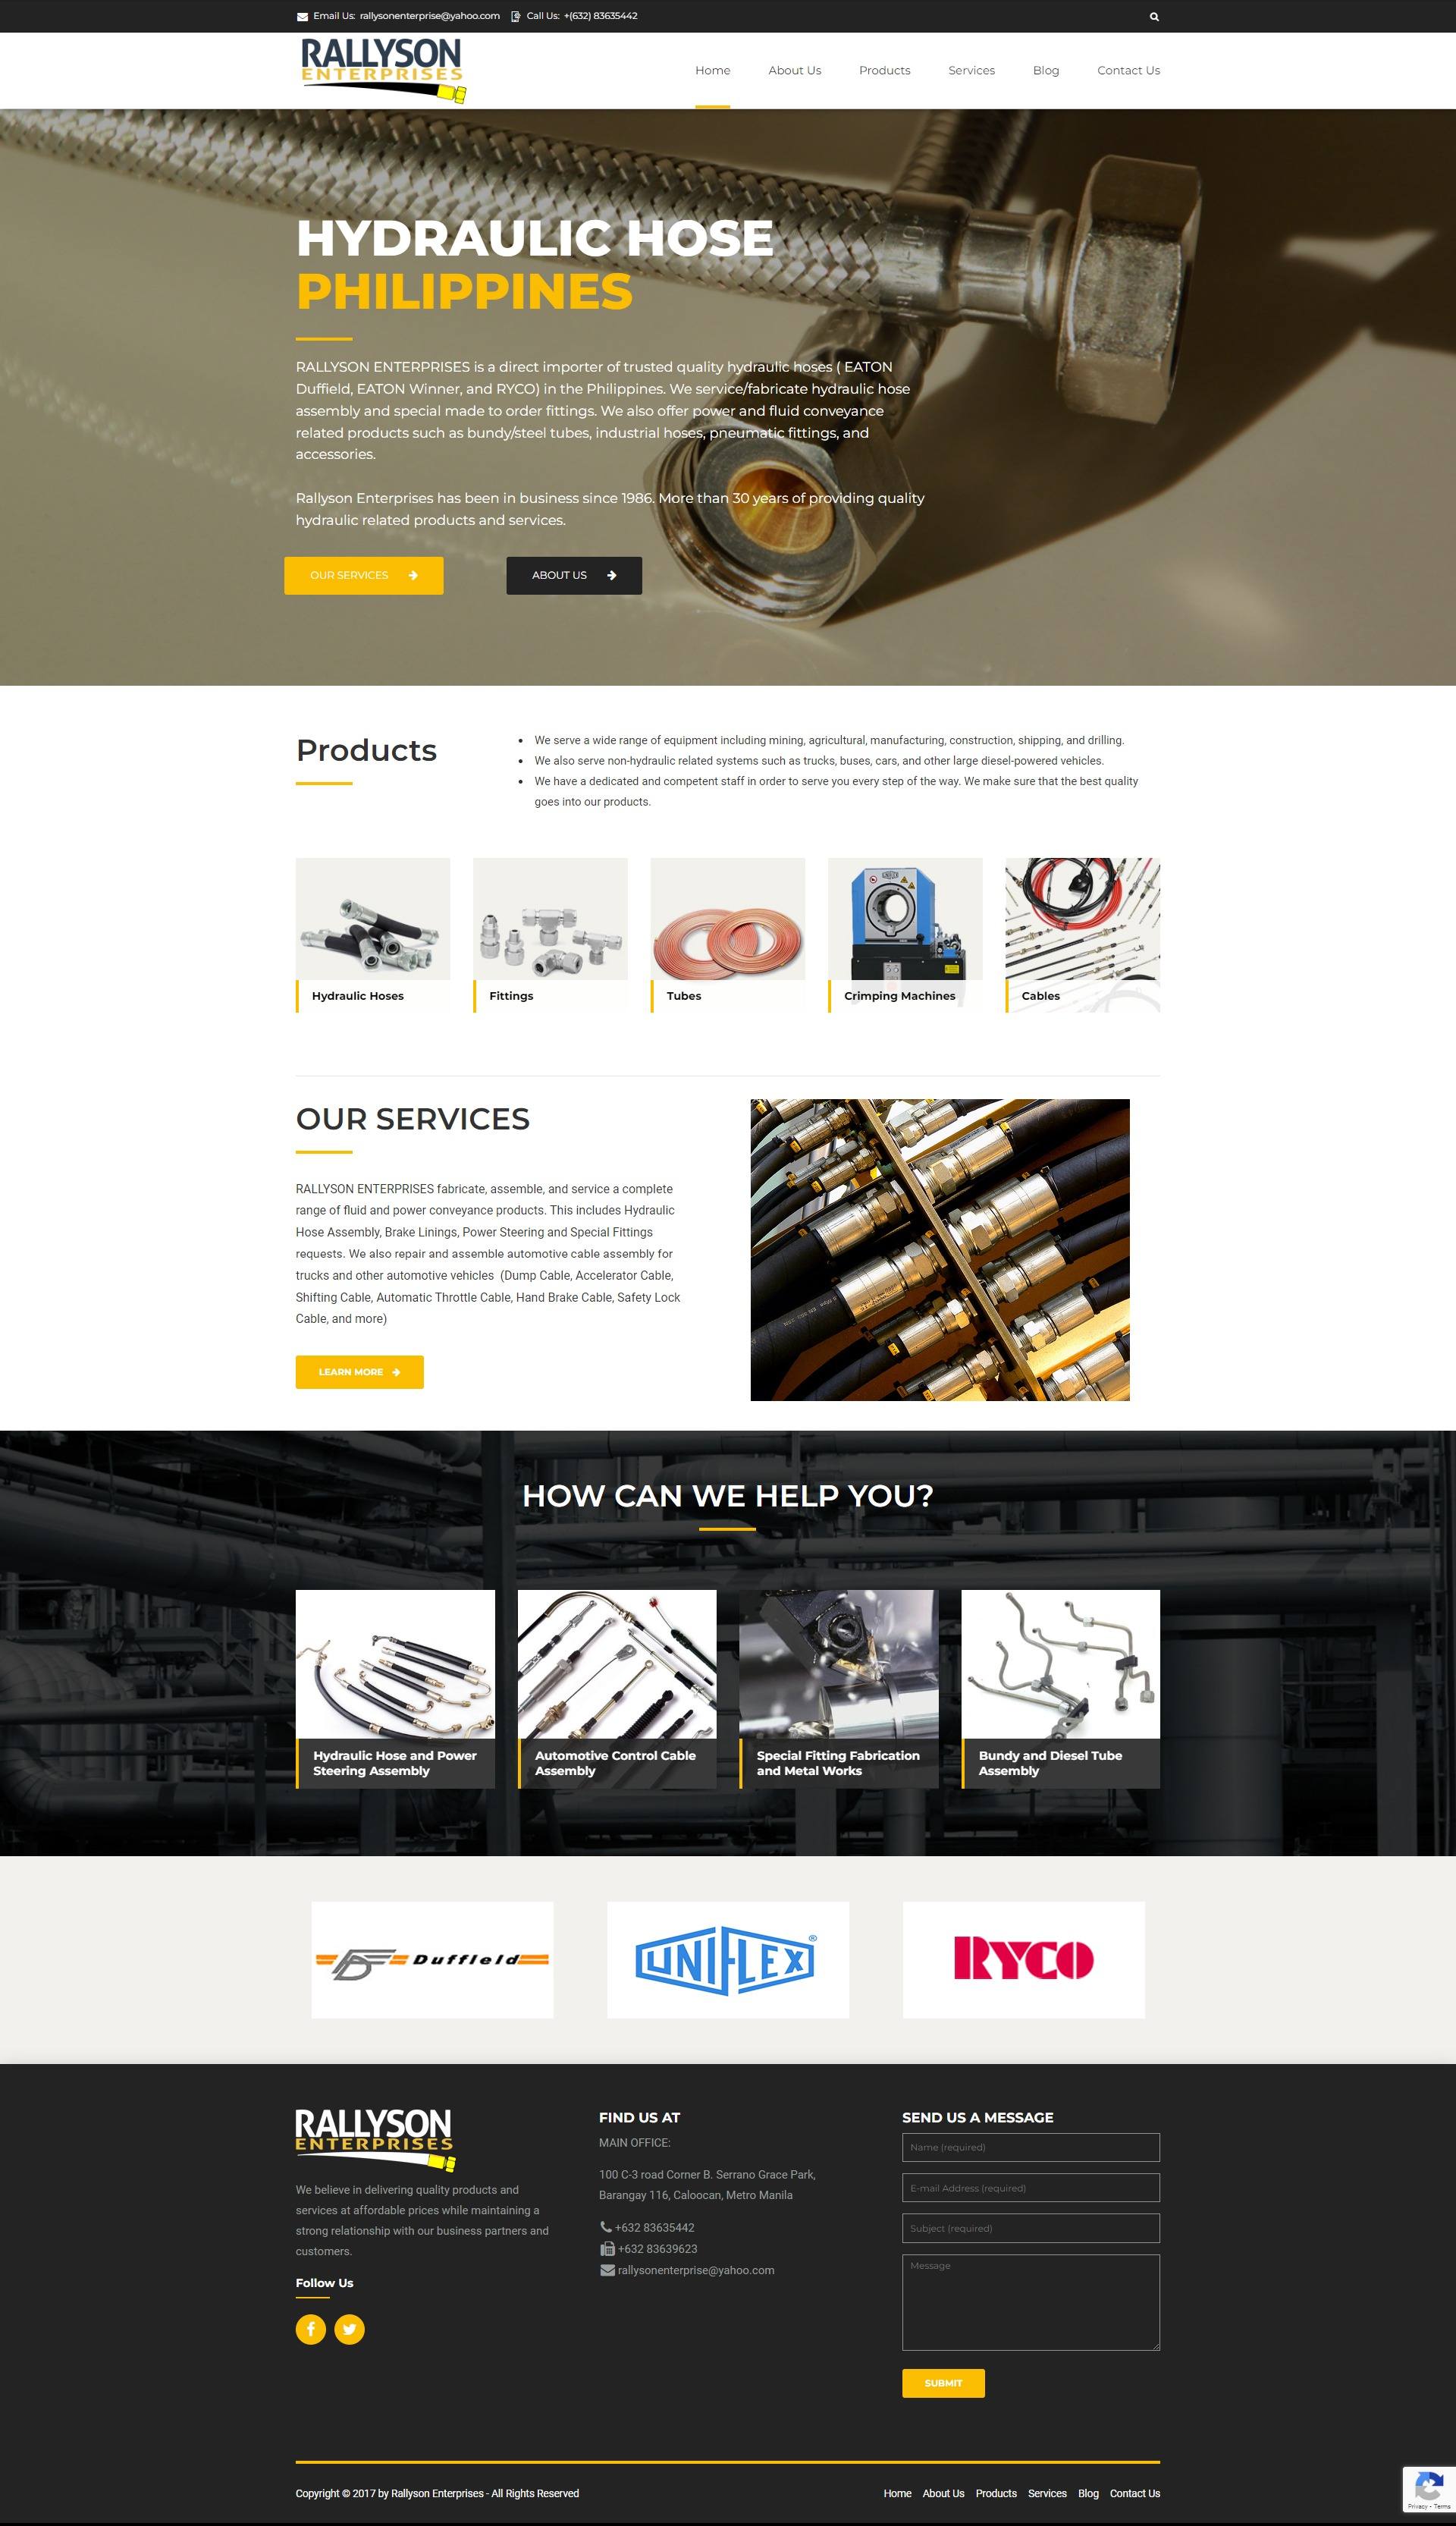 Email Us: rallysonenterprise@yahoo.com Call Us: +(632) 83635442
RALLYSON
ENTERPRISES
Home About Us Products Services Blog Contact Us
HYDRAULIC HOSE
PHILIPPINES
RALLYSON ENTERPRISES is a direct importer of trusted quality hydraulic hoses ( EATON
Duffield, EATON Winner, and RYCO) in the Philippines. We service/fabricate hydraulic hose
assembly and special made to order fittings. We also offer power and fluid conveyance
related products such as bundy/steel tubes, industrial hoses, pneumatic fittings, and
accessories.
Rallyson Enterprises has been in business since 1986. More than 30 years of providing quality
hydraulic related products and services.
OUR SERVICES
ABOUT US
Products
• We serve a wide range of equipment including mining, agricultural, manufacturing, construction, shipping, and drilling.
• We also serve non-hydraulic related systems such as trucks, buses, cars, and other large diesel-powered vehicles.
• We have a dedicated and competent staff in order to serve you every step of the way. We make sure that the best quality
goes into our products.
Hydraulic Hoses
Fittings
Tubes
Crimping Machines
Cables
OUR SERVICES
RALLYSON ENTERPRISES fabricate, assemble, and service a complete
range of fluid and power conveyance products. This includes Hydraulic
Hose Assembly, Brake Linings, Power Steering and Special Fittings
requests. We also repair and assemble automotive cable assembly for
trucks and other automotive vehicles (Dump Cable, Accelerator Cable,
Shifting Cable, Automatic Throttle Cable, Hand Brake Cable, Safety Lock
Cable, and more)
LEARN MORE
HOW CAN WE HELP YOU?
Hydraulic Hose and Power
Steering Assembly
Automotive Control Cable
Assembly
Special Fitting Fabrication
and Metal Works
Bundy and Diesel Tube
Assembly
Duffield
UNIFLEX®
RYCO
RALLYSON
ENTERPRISES
We believe in delivering quality products and
services at affordable prices while maintaining a
strong relationship with our business partners and
customers.
Follow Us
FIND US AT
MAIN OFFICE:
100 C-3 road Corner B. Serrano Grace Park,
Barangay 116, Caloocan, Metro Manila
+632 83635442
+632 83639623
rallysonenterprise@yahoo.com
SEND US A MESSAGE
Name (required)
E-mail Address (required)
Subject (required)
Message
SUBMIT
Copyright © 2017 by Rallyson Enterprises - All Rights Reserved
Home About Us Products Services Blog Contact Us
Privacy - Terms